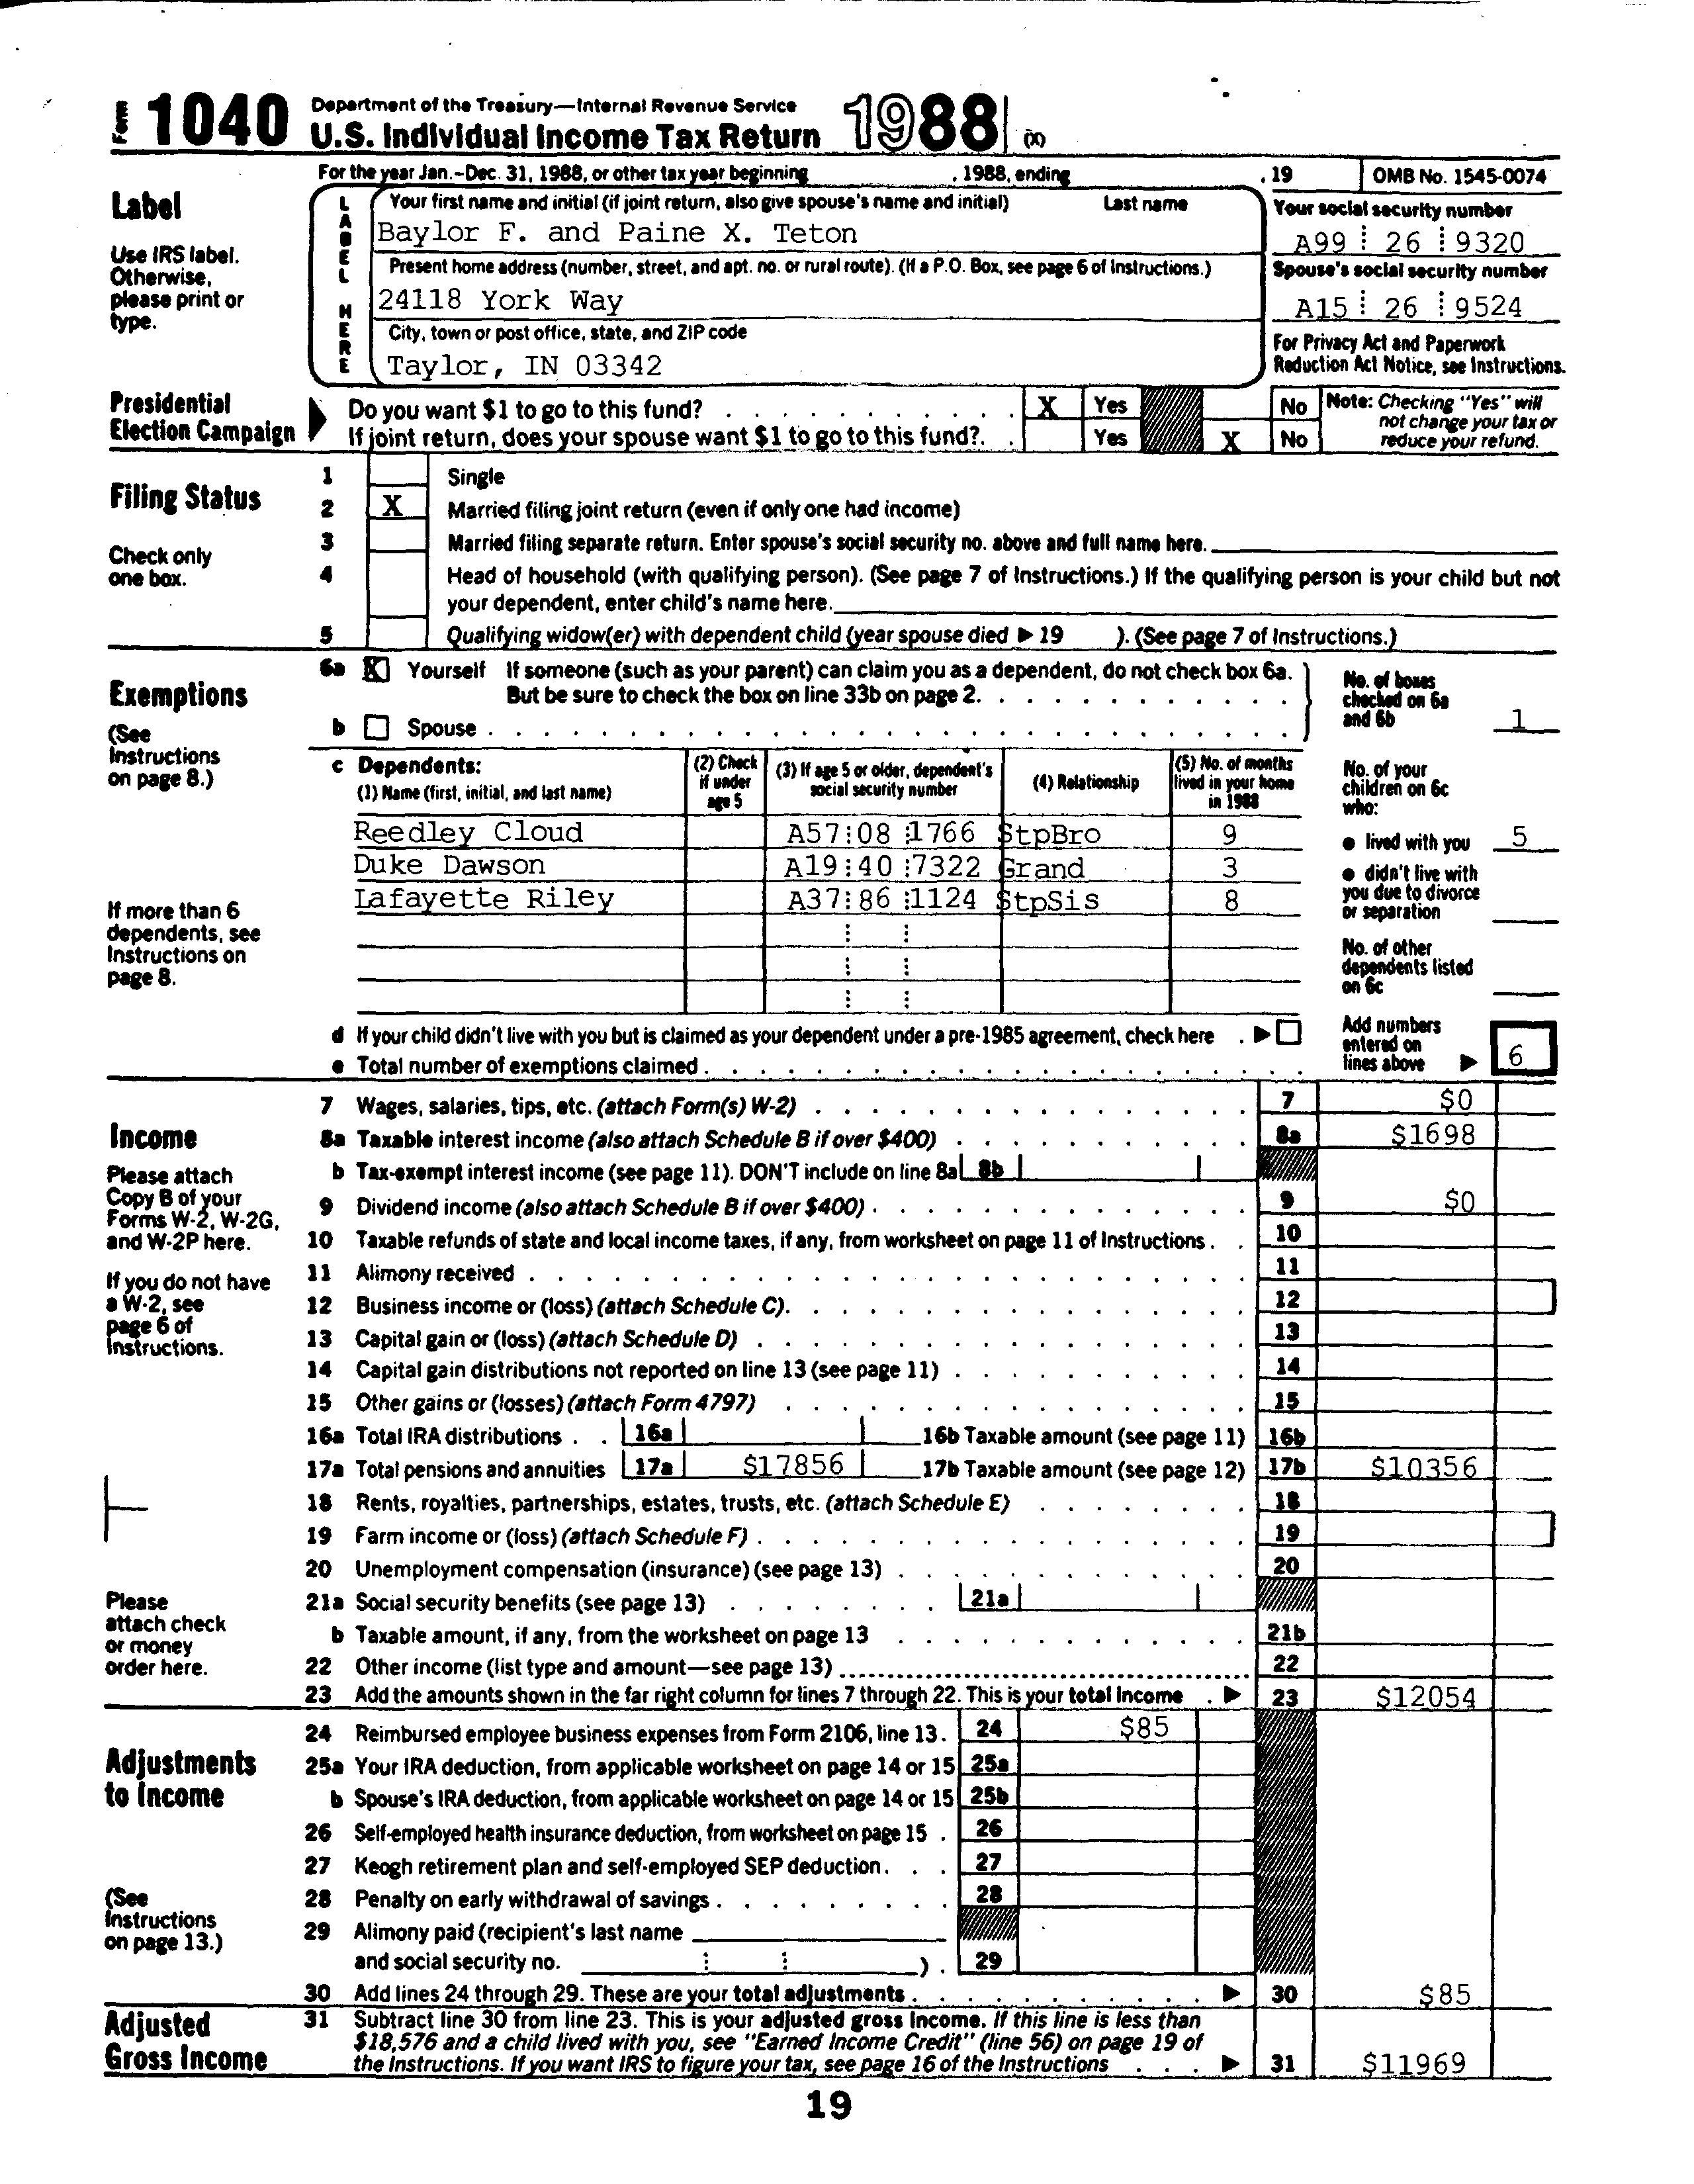 Form 1040 Department of the Treasury—Internal Revenue Service
U.S. Individual Income Tax Return 1988 (X)
For the year Jan.-Dec. 31, 1988, or other tax year beginning , 1988, ending , 19 OMB No. 1545-0074
Label
Use IRS label.
Otherwise,
please print or
type.
LABEL HERE
Your first name and initial (if joint return, also give spouse's name and initial) Last name
Baylor F. and Paine X. Teton
Your social security number
A99 26 9320
Present home address (number, street, and apt. no. or rural route). (If a P.O. Box, see page 6 of Instructions.)
24118 York Way
Spouse's social security number
A15 26 9524
City, town or post office, state, and ZIP code
Taylor, IN 03342
For Privacy Act and Paperwork
Reduction Act Notice, see Instructions.
Presidential
Election Campaign
Do you want $1 to go to this fund? X Yes No
If joint return, does your spouse want $1 to go to this fund? Yes X No
Note: Checking "Yes" will
not change your tax or
reduce your refund.
Filing Status
Check only
one box.
1 Single
2 X Married filing joint return (even if only one had income)
3 Married filing separate return. Enter spouse's social security no. above and full name here.
4 Head of household (with qualifying person). (See page 7 of Instructions.) If the qualifying person is your child but not
your dependent, enter child's name here.
5 Qualifying widow(er) with dependent child (year spouse died ▶ 19 ). (See page 7 of Instructions.)
Exemptions
(See
Instructions
on page 8.)
6a X Yourself If someone (such as your parent) can claim you as a dependent, do not check box 6a.
But be sure to check the box on line 33b on page 2.
b Spouse
No. of boxes
checked on 6a
and 6b 1
c Dependents:
(1) Name (first, initial, and last name)
(2) Check
if under
age 5
(3) If age 5 or older, dependent's
social security number
(4) Relationship
(5) No. of months
lived in your home
in 1988
Reedley Cloud A57 08 1766 StpBro 9
Duke Dawson A19 40 7322 Grand 3
Lafayette Riley A37 86 1124 StpSis 8
No. of your
children on 6c
who:
● lived with you 5
● didn't live with
you due to divorce
or separation
No. of other
dependents listed
on 6c
If more than 6
dependents, see
Instructions on
page 8.
d If your child didn't live with you but is claimed as your dependent under a pre-1985 agreement, check here ▶
e Total number of exemptions claimed
Add numbers
entered on
lines above ▶ 6
Income
Please attach
Copy B of your
Forms W-2, W-2G,
and W-2P here.
If you do not have
a W-2, see
page 6 of
Instructions.
Please
attach check
or money
order here.
7 Wages, salaries, tips, etc. (attach Form(s) W-2) 7 $0
8a Taxable interest income (also attach Schedule B if over $400) 8a $1698
b Tax-exempt interest income (see page 11). DON'T include on line 8a 8b
9 Dividend income (also attach Schedule B if over $400) 9 $0
10 Taxable refunds of state and local income taxes, if any, from worksheet on page 11 of Instructions 10
11 Alimony received 11
12 Business income or (loss) (attach Schedule C) 12
13 Capital gain or (loss) (attach Schedule D) 13
14 Capital gain distributions not reported on line 13 (see page 11) 14
15 Other gains or (losses) (attach Form 4797) 15
16a Total IRA distributions 16a 16b Taxable amount (see page 11) 16b
17a Total pensions and annuities 17a $17856 17b Taxable amount (see page 12) 17b $10356
18 Rents, royalties, partnerships, estates, trusts, etc. (attach Schedule E) 18
19 Farm income or (loss) (attach Schedule F) 19
20 Unemployment compensation (insurance) (see page 13) 20
21a Social security benefits (see page 13) 21a
b Taxable amount, if any, from the worksheet on page 13 21b
22 Other income (list type and amount—see page 13) 22
23 Add the amounts shown in the far right column for lines 7 through 22. This is your total income ▶ 23 $12054
Adjustments
to Income
(See
Instructions
on page 13.)
24 Reimbursed employee business expenses from Form 2106, line 13. 24 $85
25a Your IRA deduction, from applicable worksheet on page 14 or 15 25a
b Spouse's IRA deduction, from applicable worksheet on page 14 or 15 25b
26 Self-employed health insurance deduction, from worksheet on page 15 26
27 Keogh retirement plan and self-employed SEP deduction 27
28 Penalty on early withdrawal of savings 28
29 Alimony paid (recipient's last name
and social security no. ) 29
30 Add lines 24 through 29. These are your total adjustments ▶ 30 $85
Adjusted
Gross Income
31 Subtract line 30 from line 23. This is your adjusted gross income. If this line is less than
$18,576 and a child lived with you, see "Earned Income Credit" (line 56) on page 19 of
the Instructions. If you want IRS to figure your tax, see page 16 of the Instructions ▶ 31 $11969
19